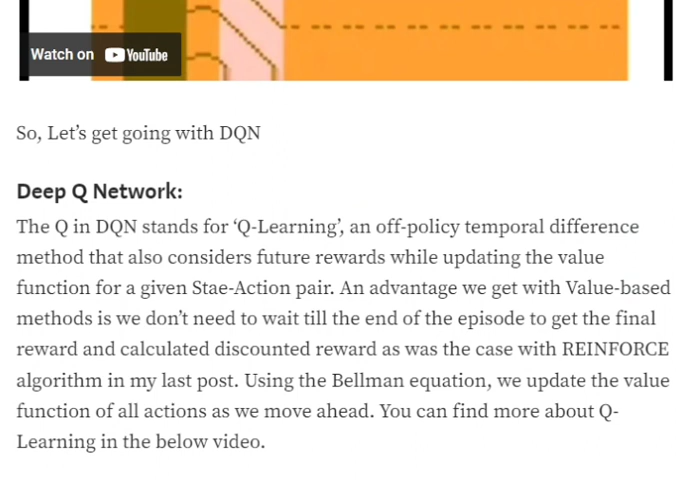 Watch on YouTube
So, Let's get going with DQN
Deep Q Network:
The Q in DQN stands for ‘Q-Learning’, an off-policy temporal difference
method that also considers future rewards while updating the value
function for a given Stae-Action pair. An advantage we get with Value-based
methods is we don't need to wait till the end of the episode to get the final
reward and calculated discounted reward as was the case with REINFORCE
algorithm in my last post. Using the Bellman equation, we update the value
function of all actions as we move ahead. You can find more about Q-
Learning in the below video.